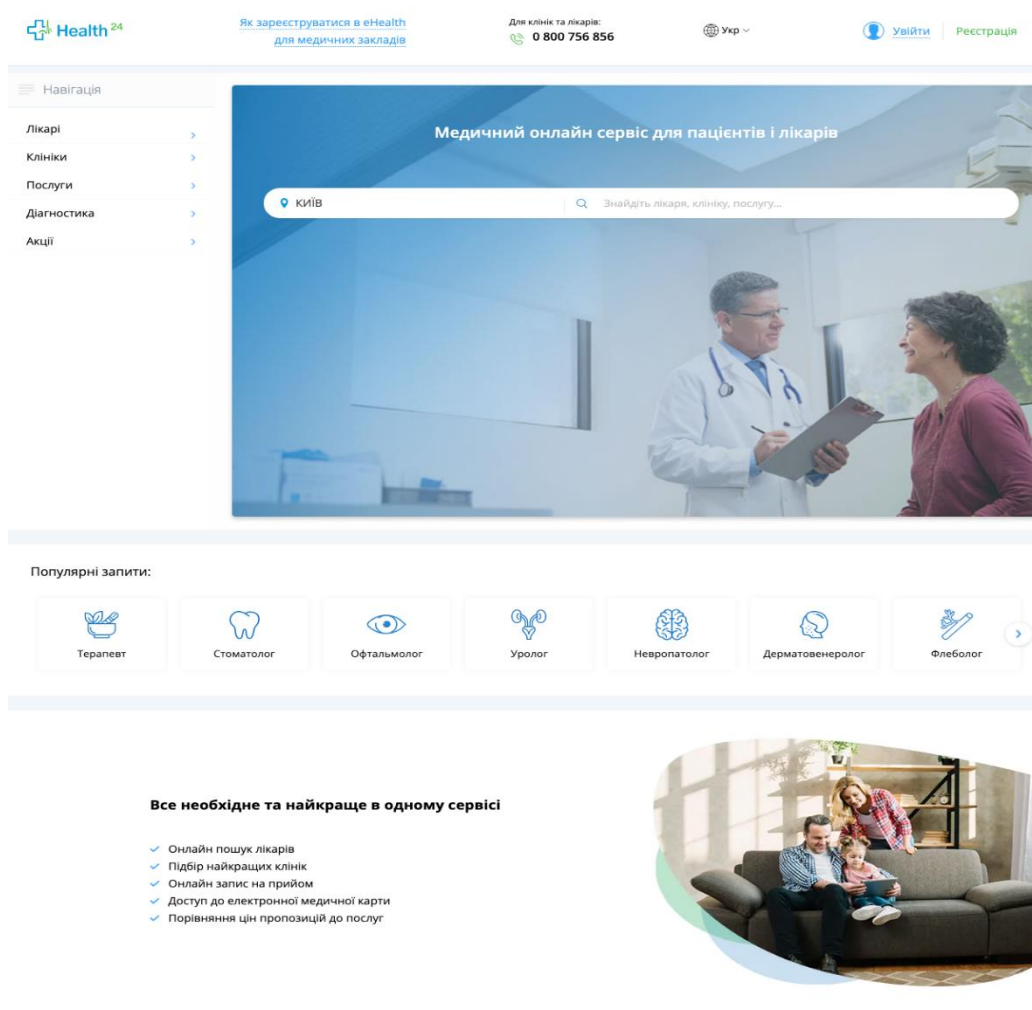 Health 24
Як зареєструватися в eHealth
для медичних закладів
Для клінік та лікарів:
0 800 756 856
Укр
Увійти
Реєстрація
Навігація
Лікарі
Клініки
Послуги
Діагностика
Акції
Медичний онлайн сервіс для пацієнтів і лікарів
КИЇВ
Знайдіть лікаря, клініку, послугу...
Популярні запити:
Терапевт
Стоматолог
Офтальмолог
Уролог
Невропатолог
Дерматовенеролог
Флеболог
Все необхідне та найкраще в одному сервісі
Онлайн пошук лікарів
Підбір найкращих клінік
Онлайн запис на прийом
Доступ до електронної медичної карти
Порівняння цін пропозицій до послуг